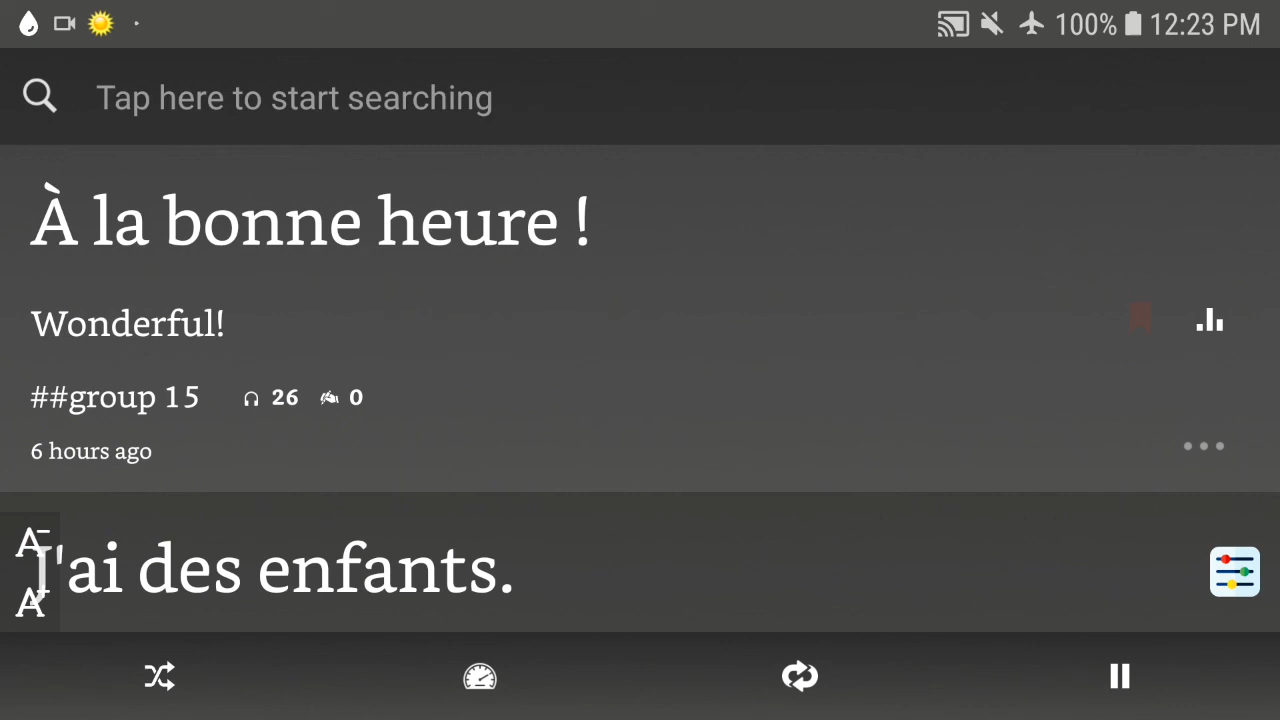 100% 12:23 PM
Tap here to start searching
À la bonne heure !
Wonderful!
##group 15 26 0
6 hours ago
A-
J'ai des enfants.
A+